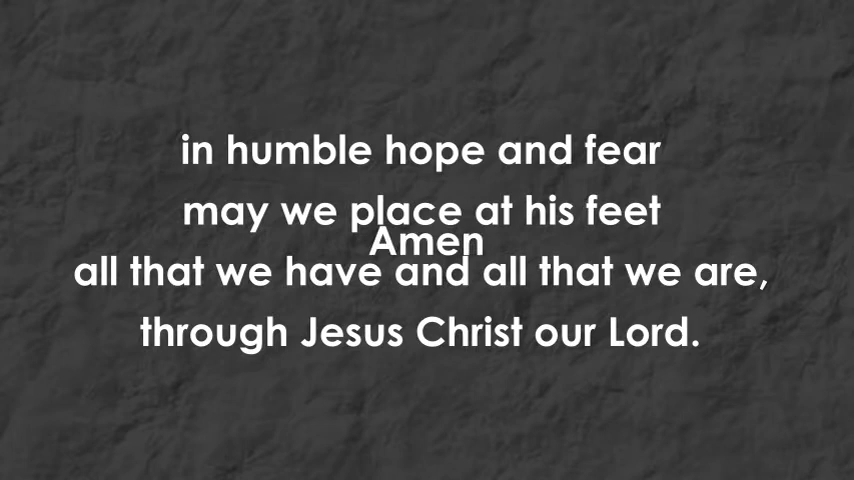 in humble hope and fear
may we place at his feet
Amen
all that we have and all that we are,
through Jesus Christ our Lord.